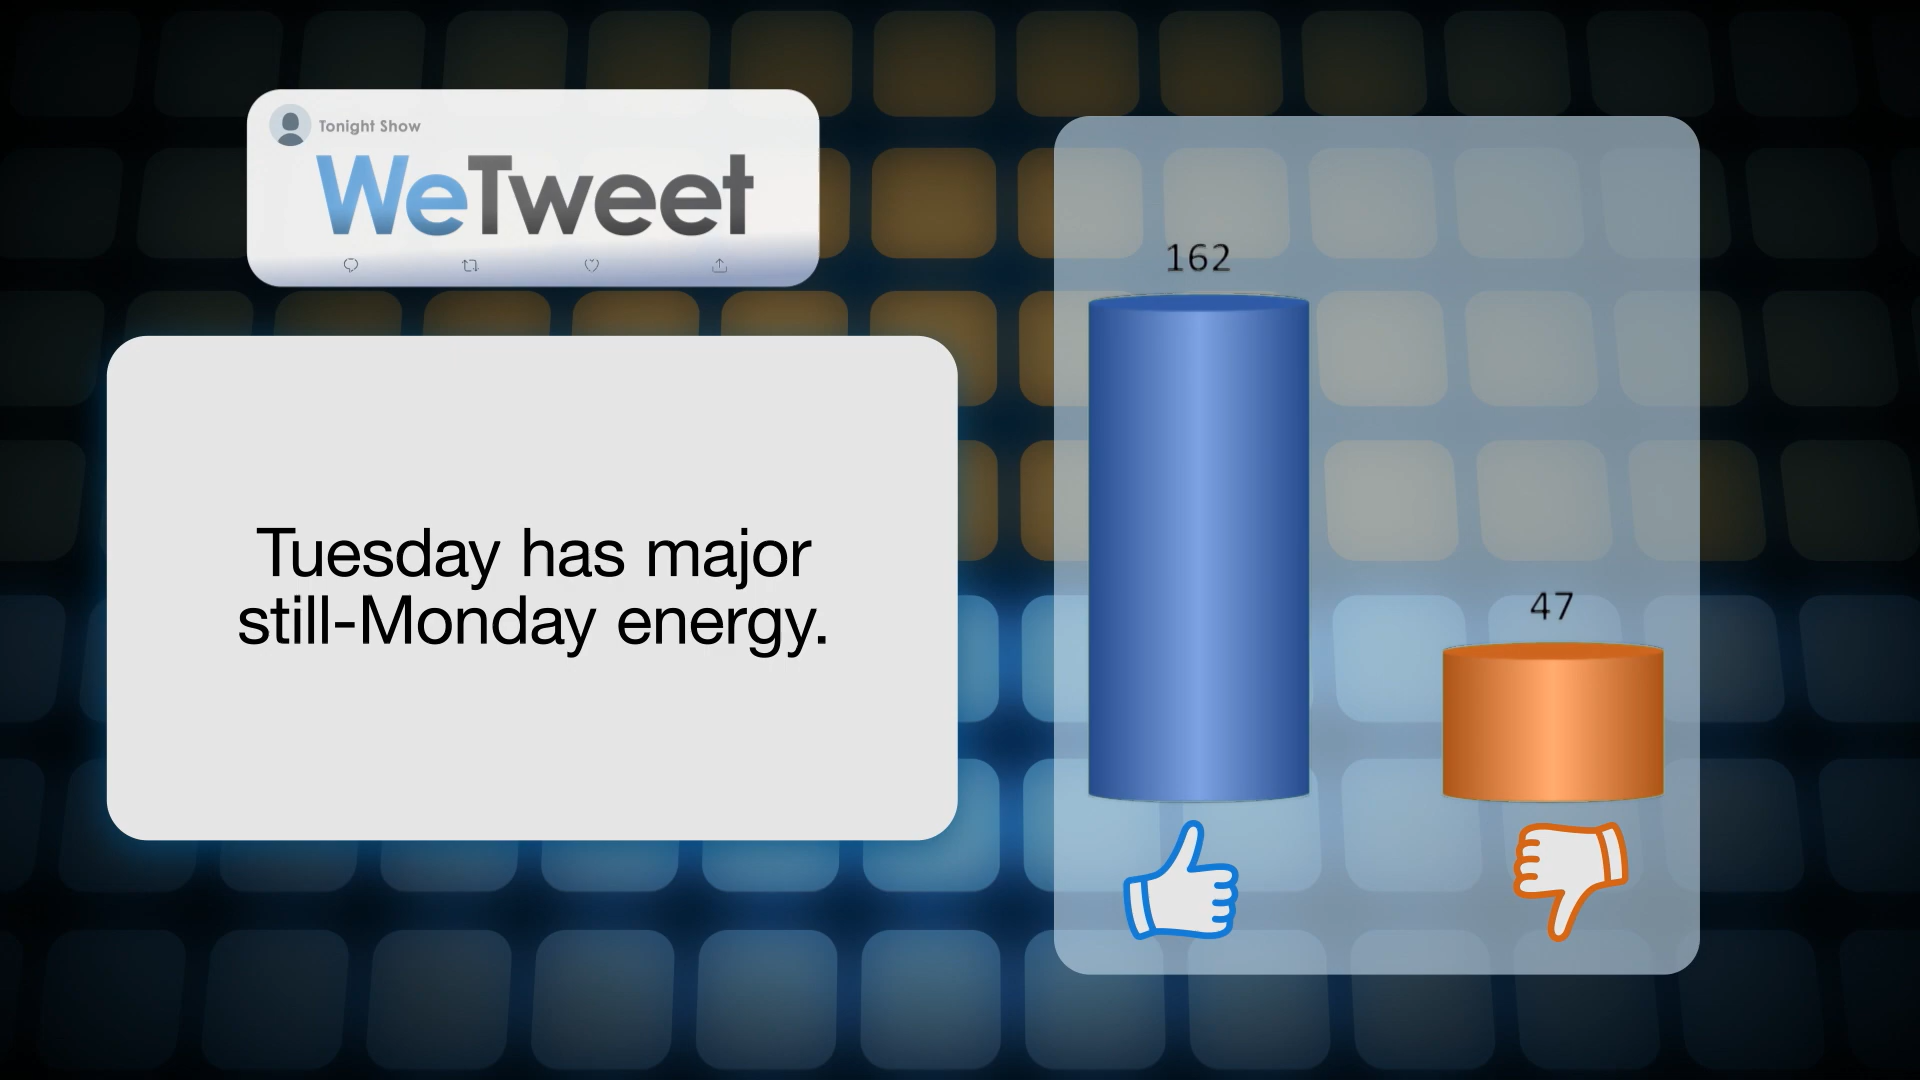 Tonight Show
WeTweet
Tuesday has major
still-Monday energy.
162
47